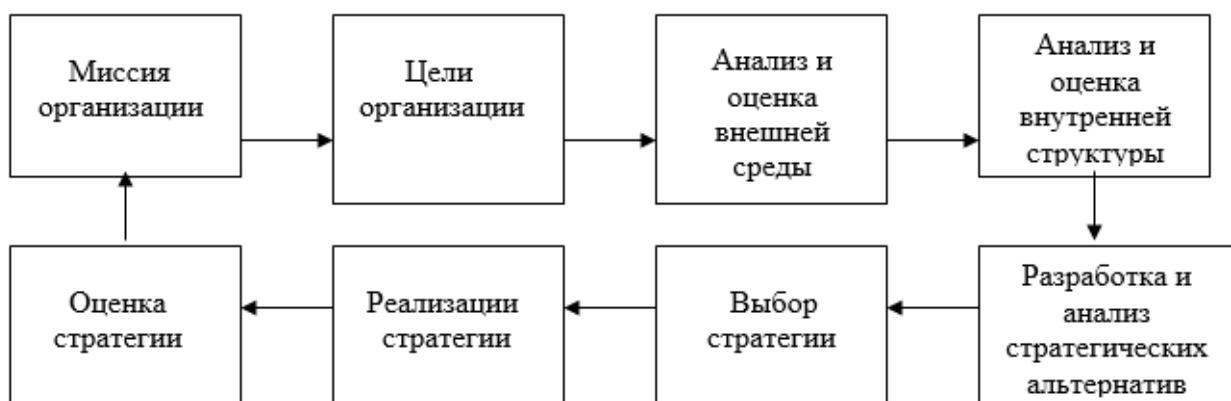 Миссия
организации
Цели
организации
Анализ и
оценка
внешней
среды
Анализ и
оценка
внутренней
структуры
Оценка
стратегии
Реализации
стратегии
Выбор
стратегии
Разработка и
анализ
стратегических
альтернатив